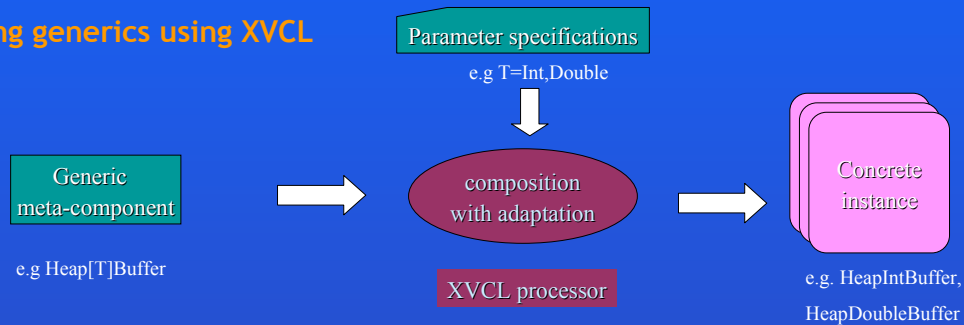 ng generics using XVCL
Parameter specifications
e.g T=Int,Double
Generic
meta-component
e.g Heap[T]Buffer
composition
with adaptation
XVCL processor
Concrete
instance
e.g. HeapIntBuffer,
HeapDoubleBuffer